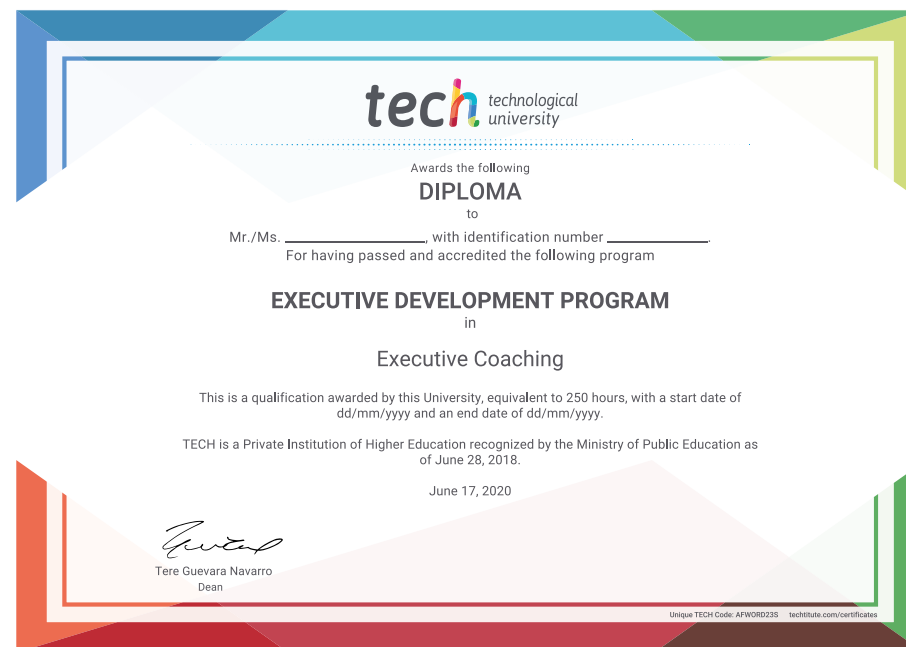 tech technological
university
Awards the following
DIPLOMA
to
Mr./Ms. ____________________, with identification number ______________.
For having passed and accredited the following program
EXECUTIVE DEVELOPMENT PROGRAM
in
Executive Coaching
This is a qualification awarded by this University, equivalent to 250 hours, with a start date of
dd/mm/yyyy and an end date of dd/mm/yyyy.
TECH is a Private Institution of Higher Education recognized by the Ministry of Public Education as
of June 28, 2018.
June 17, 2020
Tere Guevara Navarro
Dean
Unique TECH Code: AFWORD23S techtitute.com/certificates